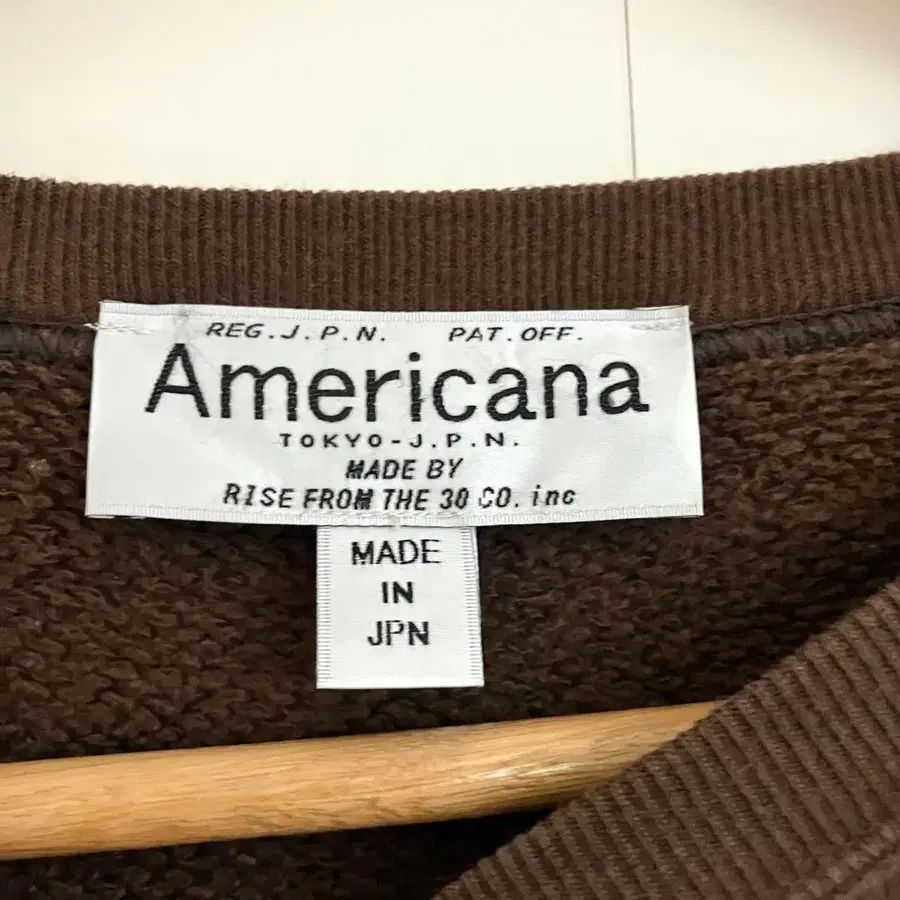 REG.J.P.N. PAT.OFF.
Americana
TOKYO-J.P.N.
MADE BY
RISE FROM THE 30 CO. inc
MADE
IN
JPN